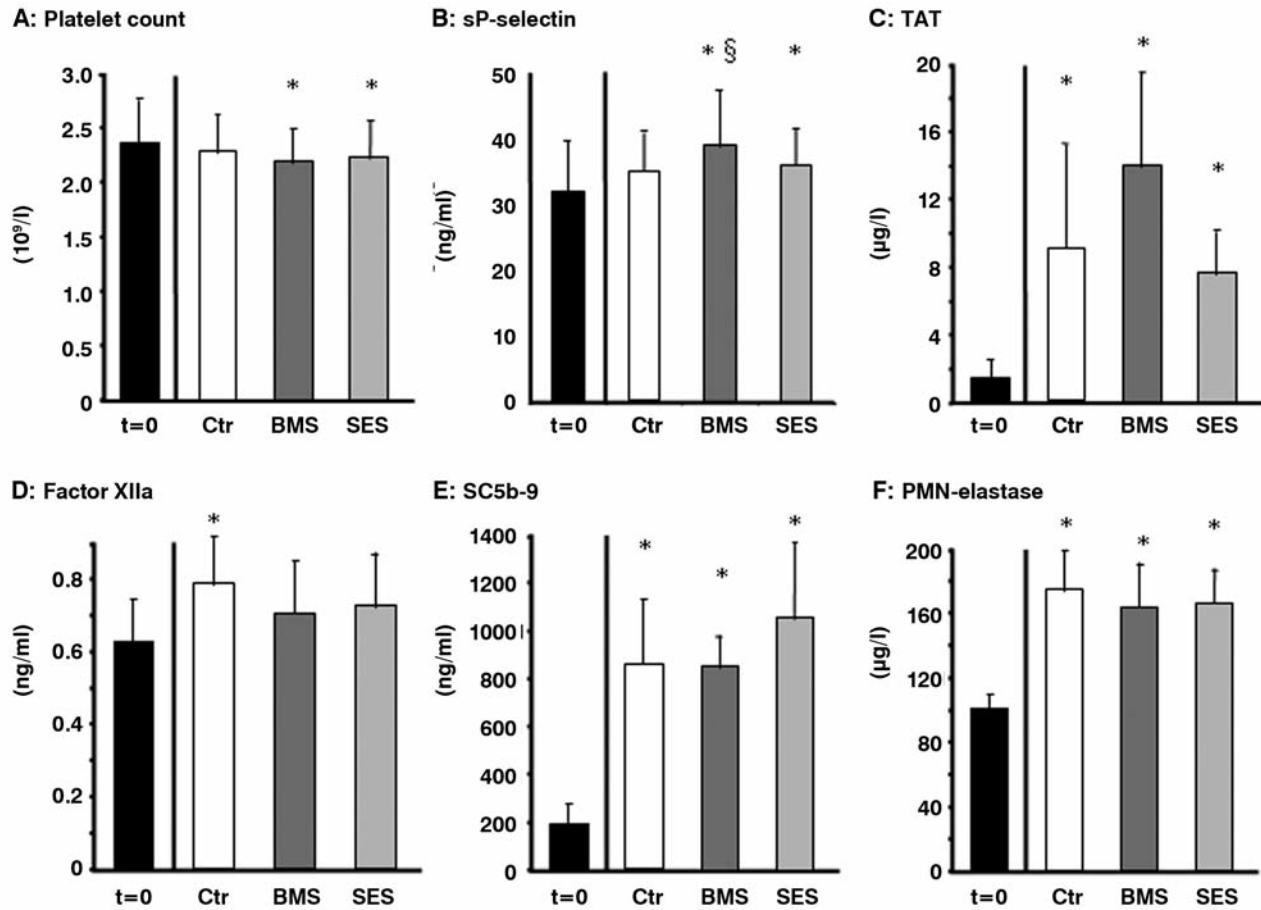 A: Platelet count
3.0
2.5
2.0
1.5
1.0
0.5
0
(10⁹/l)
* *
t=0 Ctr BMS SES
B: sP-selectin
50
40
30
20
10
0
(ng/ml)
* § *
t=0 Ctr BMS SES
C: TAT
20
16
12
8
4
0
(µg/l)
* * *
t=0 Ctr BMS SES
D: Factor XIIa
0.8
0.6
0.4
0.2
0
(ng/ml)
*
t=0 Ctr BMS SES
E: SC5b-9
1400
1200
1000
800
600
400
200
0
(ng/ml)
* * *
t=0 Ctr BMS SES
F: PMN-elastase
200
160
120
80
40
0
(µg/l)
* * *
t=0 Ctr BMS SES